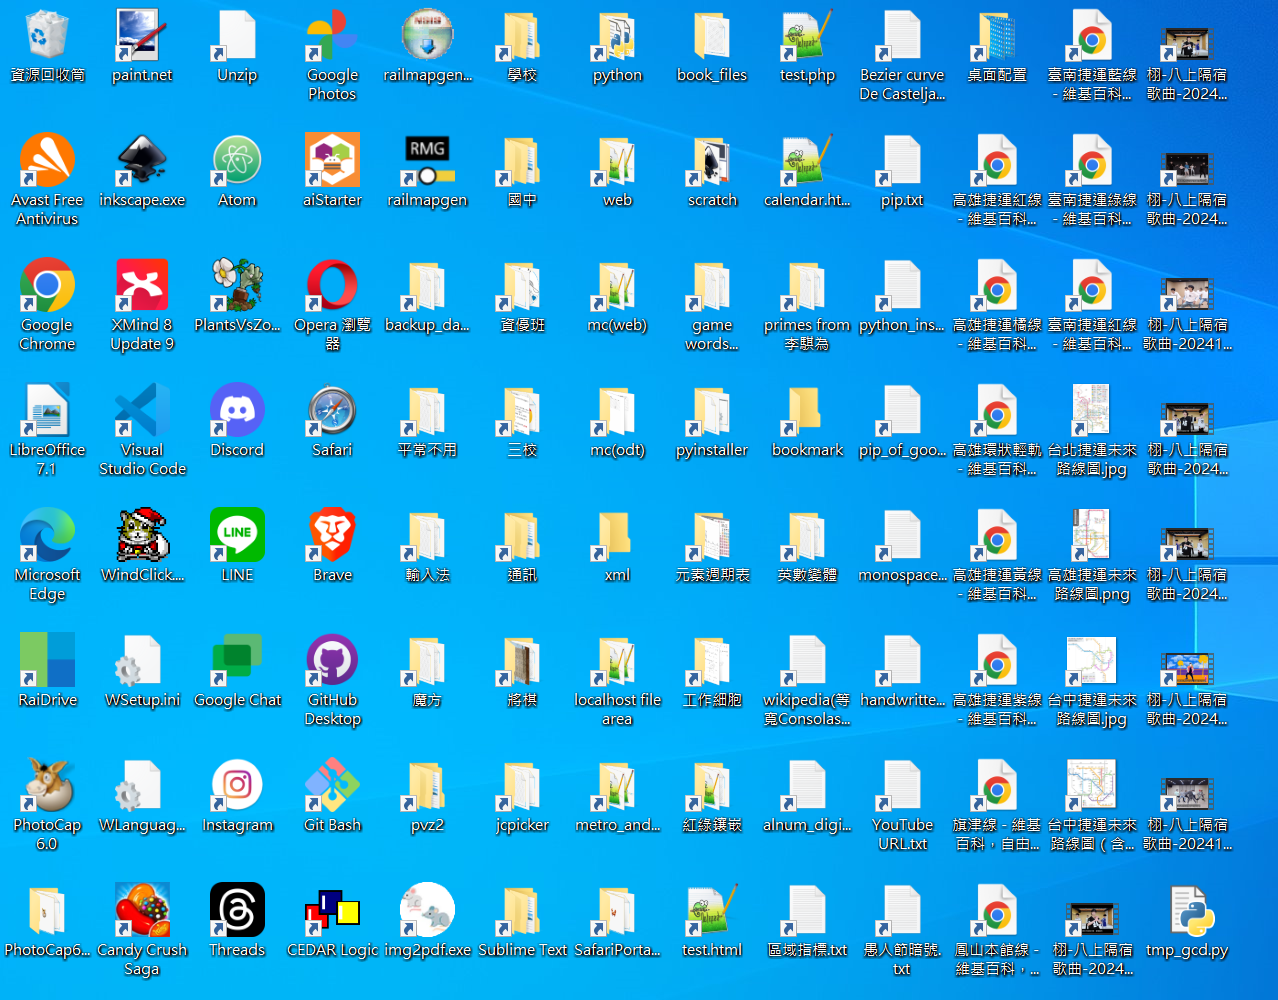 資源回收筒
paint.net
Unzip
Google
Photos
railmapgen...
學校
python
book_files
test.php
Bezier curve
De Castelja...
桌面配置
臺南捷運藍線
- 維基百科...
栩-八上隔宿
歌曲-2024...
Avast Free
Antivirus
inkscape.exe
Atom
aiStarter
RMG
railmapgen
國中
web
scratch
calendar.ht...
pip.txt
高雄捷運紅線
- 維基百科...
臺南捷運綠線
- 維基百科...
栩-八上隔宿
歌曲-2024...
Google
Chrome
XMind 8
Update 9
PlantsVsZo...
Opera 瀏覽
器
backup_da...
資優班
mc(web)
game
words...
primes from
李騏為
python_ins...
高雄捷運橘線
- 維基百科...
臺南捷運紅線
- 維基百科...
栩-八上隔宿
歌曲-20241...
LibreOffice
7.1
Visual
Studio Code
Discord
Safari
平常不用
三校
mc(odt)
pyinstaller
bookmark
pip_of_goo...
高雄環狀輕軌
- 維基百科...
台北捷運未來
路線圖.jpg
栩-八上隔宿
歌曲-2024...
Microsoft
Edge
WindClick....
LINE
LINE
Brave
輸入法
通訊
xml
元素週期表
英數變體
monospace...
高雄捷運黃線
- 維基百科...
高雄捷運未來
路線圖.png
栩-八上隔宿
歌曲-2024...
RaiDrive
WSetup.ini
Google Chat
GitHub
Desktop
魔方
將棋
localhost file
area
工作細胞
wikipedia(等
寬Consolas...
handwritte...
高雄捷運紫線
- 維基百科...
台中捷運未來
路線圖.jpg
栩-八上隔宿
歌曲-2024...
PhotoCap
6.0
WLanguag...
Instagram
Git Bash
pvz2
jcpicker
metro_and...
紅綠鑲嵌
alnum_digi...
YouTube
URL.txt
旗津線 - 維基
百科，自由...
台中捷運未來
路線圖（含...
栩-八上隔宿
歌曲-20241...
PhotoCap6...
Candy Crush
Saga
Threads
CEDAR Logic
img2pdf.exe
Sublime Text
SafariPorta...
test.html
區域指標.txt
愚人節暗號.
txt
鳳山本館線 -
維基百科，...
栩-八上隔宿
歌曲-2024...
tmp_gcd.py